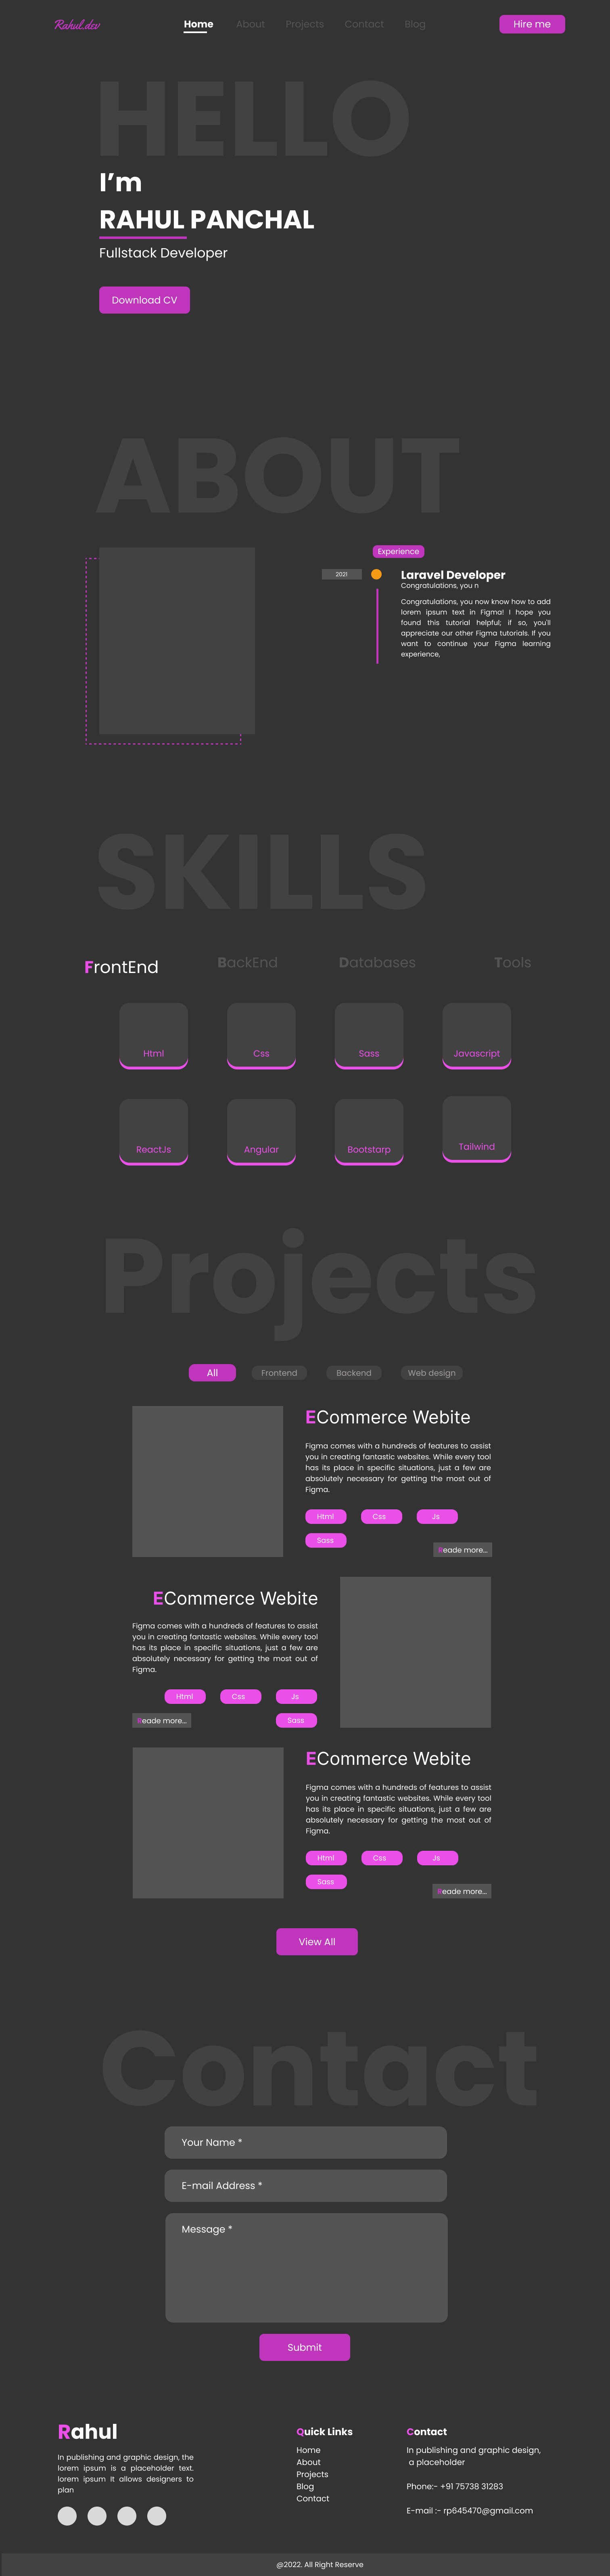 Rahul.dev Home About Projects Contact Blog Hire me
HELLO
I'm
RAHUL PANCHAL
Fullstack Developer
Download CV
ABOUT
Experience
2021
Laravel Developer
Congratulations, you n
Congratulations, you now know how to add
lorem ipsum text in Figma! I hope you
found this tutorial helpful; if so, you'll
appreciate our other Figma tutorials. If you
want to continue your Figma learning
experience,
SKILLS
FrontEnd BackEnd Databases Tools
Html Css Sass Javascript
ReactJs Angular Bootstarp Tailwind
Projects
All Frontend Backend Web design
ECommerce Webite
Figma comes with a hundreds of features to assist
you in creating fantastic websites. While every tool
has its place in specific situations, just a few are
absolutely necessary for getting the most out of
Figma.
Html Css Js
Sass
Reade more...
ECommerce Webite
Figma comes with a hundreds of features to assist
you in creating fantastic websites. While every tool
has its place in specific situations, just a few are
absolutely necessary for getting the most out of
Figma.
Html Css Js
Reade more... Sass
ECommerce Webite
Figma comes with a hundreds of features to assist
you in creating fantastic websites. While every tool
has its place in specific situations, just a few are
absolutely necessary for getting the most out of
Figma.
Html Css Js
Sass
Reade more...
View All
Contact
Your Name *
E-mail Address *
Message *
Submit
Rahul
In publishing and graphic design, the
lorem ipsum is a placeholder text.
lorem ipsum It allows designers to
plan
Quick Links
Home
About
Projects
Blog
Contact
Contact
In publishing and graphic design,
a placeholder
Phone:- +91 75738 31283
E-mail :- rp645470@gmail.com
@2022. All Right Reserve